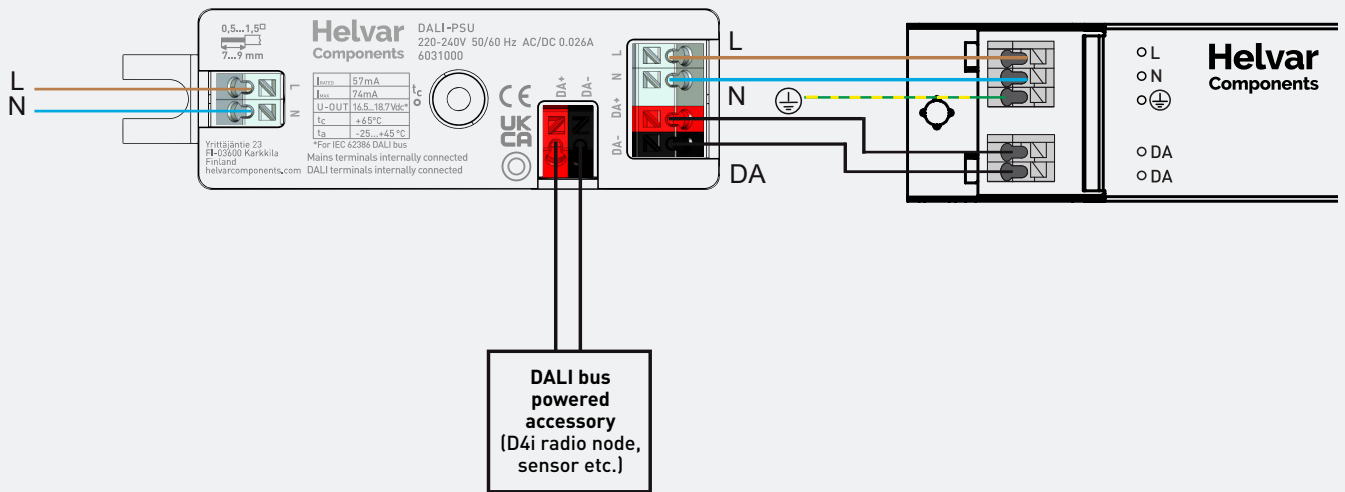 L
N
0,5...1,5
7...9 mm
L
N
Helvar
Components
DALI-PSU
220-240V 50/60 Hz AC/DC 0.026A
6031000
IRATED 57mA
IMAX 74mA
U-OUT 16.5...18.7Vdc*
tc +65°C
ta -25...+45 °C
*For IEC 62386 DALI bus
Mains terminals internally connected
DALI terminals internally connected
Yrittäjäntie 23
FI-03600 Karkkila
Finland
helvarcomponents.com
tc
CE
UK
CA
DA+
DA-
L
N
DA+
DA-
L
N
DA
DALI bus
powered
accessory
(D4i radio node,
sensor etc.)
L
N
DA
DA
Helvar
Components